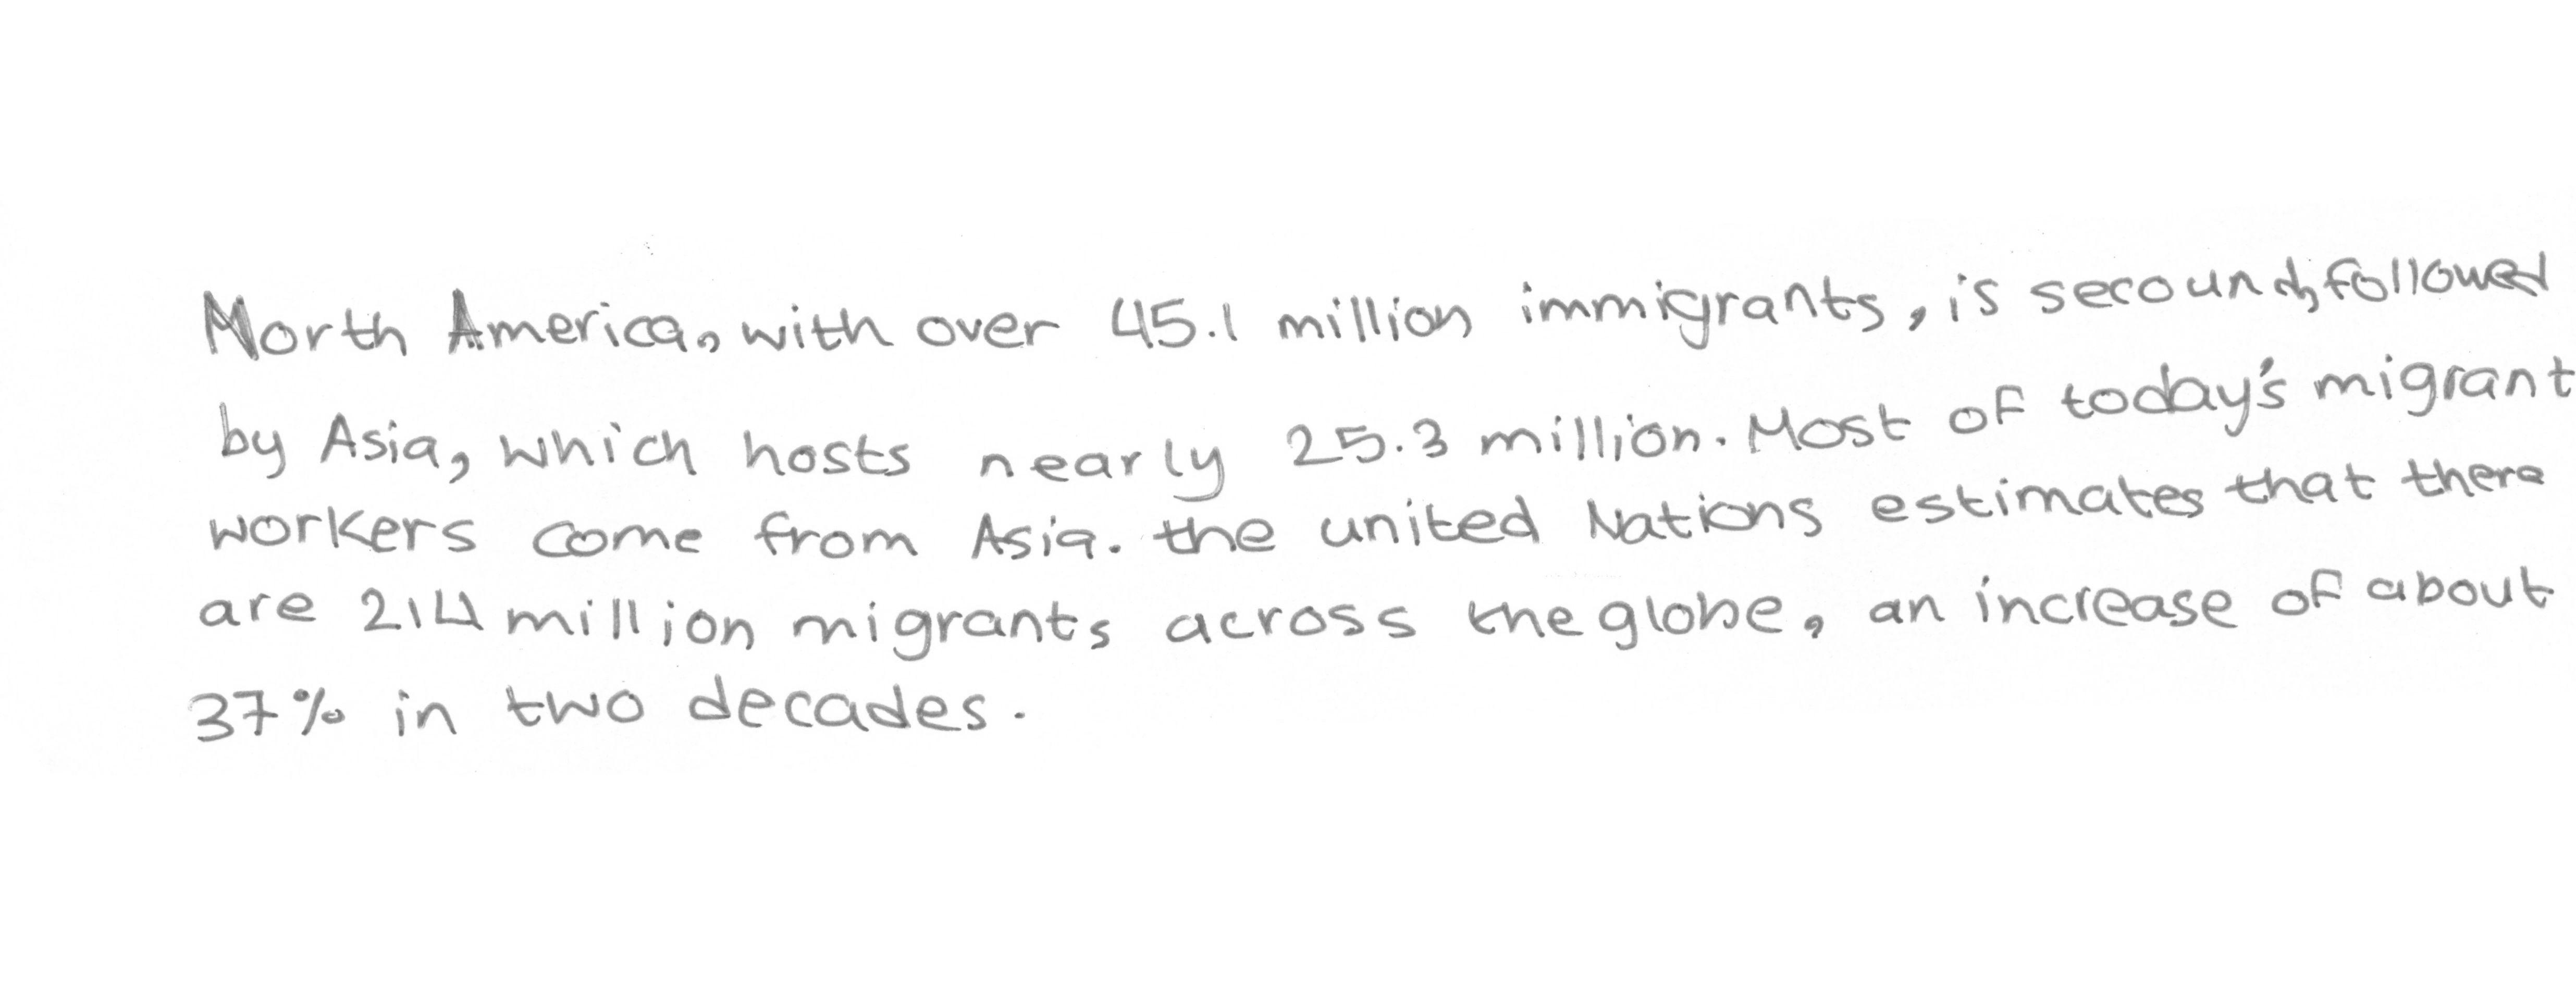 North America, with over 45.1 million immigrants, is secound, followed
by Asia, which hosts nearly 25.3 million. Most of today's migrant
workers come from Asia. the united Nations estimates that there
are 214 million migrants across the globe, an increase of about
37% in two decades.